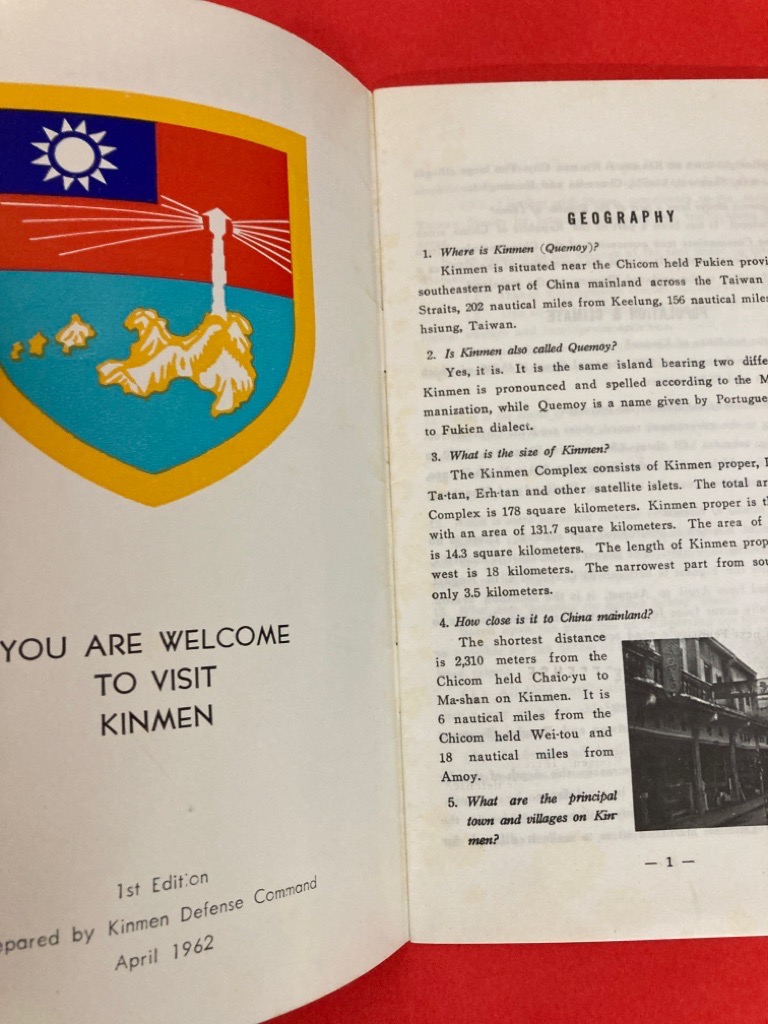 YOU ARE WELCOME
TO VISIT
KINMEN
1st Edition
by Kinmen Defense Command
April 1962
GEOGRAPHY
1. Where is Kinmen (Quemoy)?
Kinmen is situated near the Chicom held Fukien
southeastern part of China mainland across the Taiwan
Straits, 202 nautical miles from Keelung, 156 nautical
hsiung, Taiwan.
2. Is Kinmen also called Quemoy?
Yes, it is. It is the same island bearing two
Kinmen is pronounced and spelled according to the
manization, while Quemoy is a name given by
to Fukien dialect.
3. What is the size of Kinmen?
The Kinmen Complex consists of Kinmen proper,
Ta-tan, Erh-tan and other satellite islets. The total
Complex is 178 square kilometers. Kinmen proper is
with an area of 131.7 square kilometers. The area of
is 14.3 square kilometers. The length of Kinmen
west is 18 kilometers. The narrowest part from
only 3.5 kilometers.
4. How close is it to China mainland?
The shortest distance
is 2,310 meters from the
Chicom held Chaio-yu to
Ma-shan on Kinmen. It is
6 nautical miles from the
Chicom held Wei-tou and
18 nautical miles from
Amoy.
5. What are the principal
town and villages on Kin-
men?
— 1 —